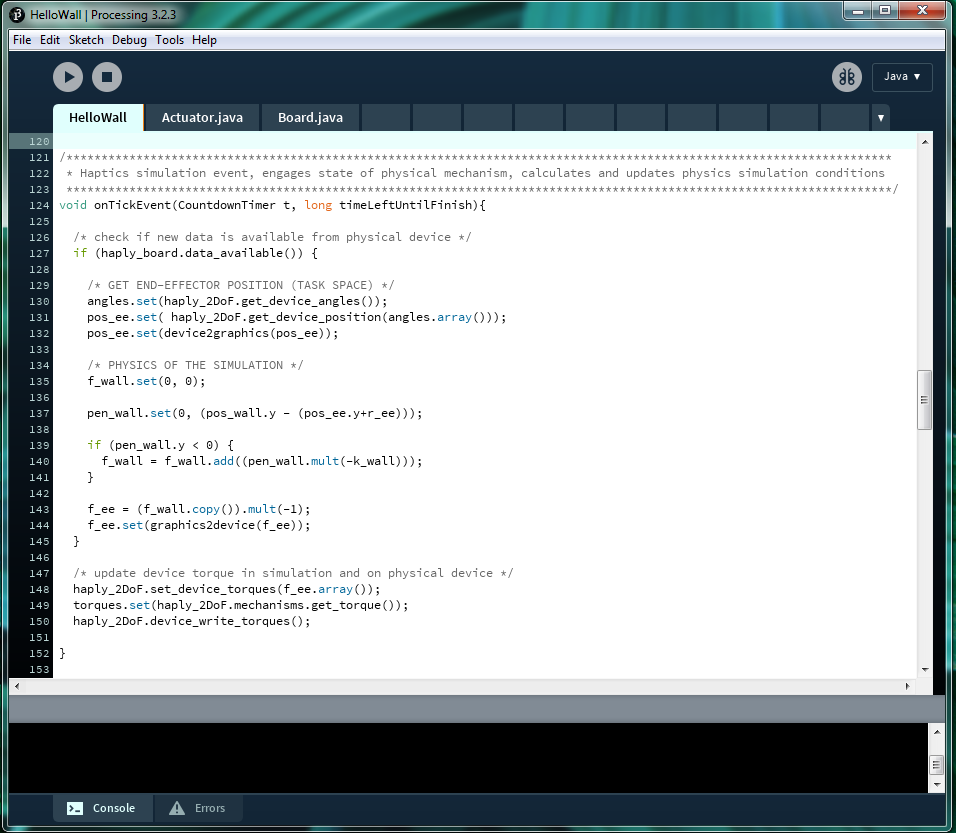 HelloWall | Processing 3.2.3
File Edit Sketch Debug Tools Help
Java ▼
HelloWall Actuator.java Board.java ▼
120
121 /**********************************************************************************************************************
122  * Haptics simulation event, engages state of physical mechanism, calculates and updates physics simulation conditions
123  **********************************************************************************************************************/
124 void onTickEvent(CountdownTimer t, long timeLeftUntilFinish){
125
126   /* check if new data is available from physical device */
127   if (haply_board.data_available()) {
128
129     /* GET END-EFFECTOR POSITION (TASK SPACE) */
130     angles.set(haply_2DoF.get_device_angles());
131     pos_ee.set( haply_2DoF.get_device_position(angles.array()));
132     pos_ee.set(device2graphics(pos_ee));
133
134     /* PHYSICS OF THE SIMULATION */
135     f_wall.set(0, 0);
136
137     pen_wall.set(0, (pos_wall.y - (pos_ee.y+r_ee)));
138
139     if (pen_wall.y < 0) {
140       f_wall = f_wall.add((pen_wall.mult(-k_wall)));
141     }
142
143     f_ee = (f_wall.copy()).mult(-1);
144     f_ee.set(graphics2device(f_ee));
145   }
146
147   /* update device torque in simulation and on physical device */
148   haply_2DoF.set_device_torques(f_ee.array());
149   torques.set(haply_2DoF.mechanisms.get_torque());
150   haply_2DoF.device_write_torques();
151
152 }
153
Console Errors